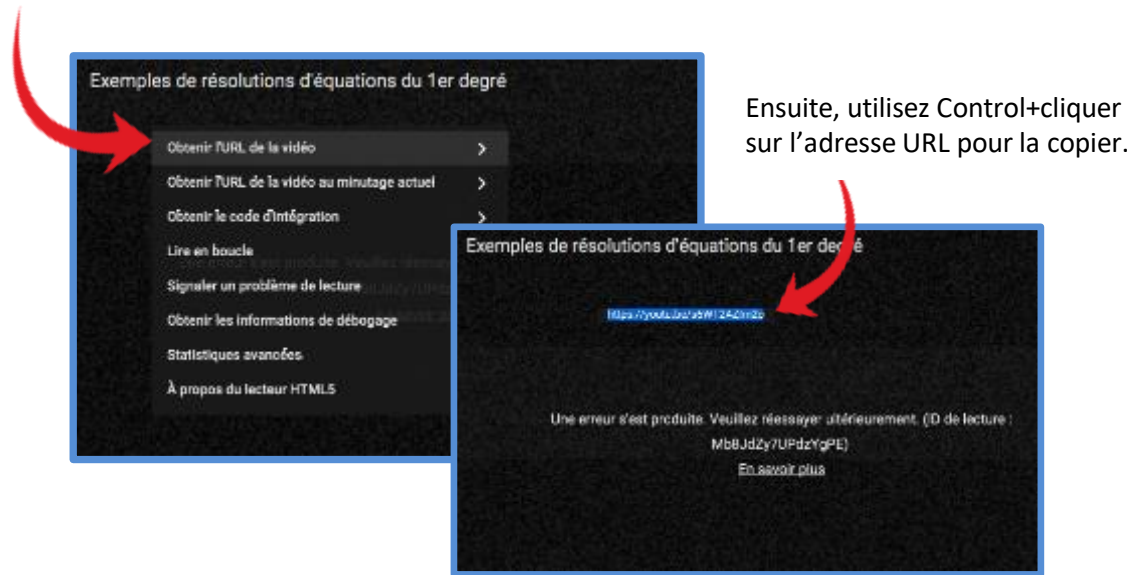 Exemples de résolutions d'équations du 1er degré
Obtenir l'URL de la vidéo
Obtenir l'URL de la vidéo au minutage actuel
Obtenir le code d'intégration
Lire en boucle
Signaler un problème de lecture
Obtenir les informations de débogage
Statistiques avancées
À propos du lecteur HTML5
Ensuite, utilisez Control+cliquer
sur l'adresse URL pour la copier.
Exemples de résolutions d'équations du 1er degré
Une erreur s'est produite. Veuillez réessayer ultérieurement. (ID de lecture :
Mb8JdZy7UPdzYgPE)
En savoir plus